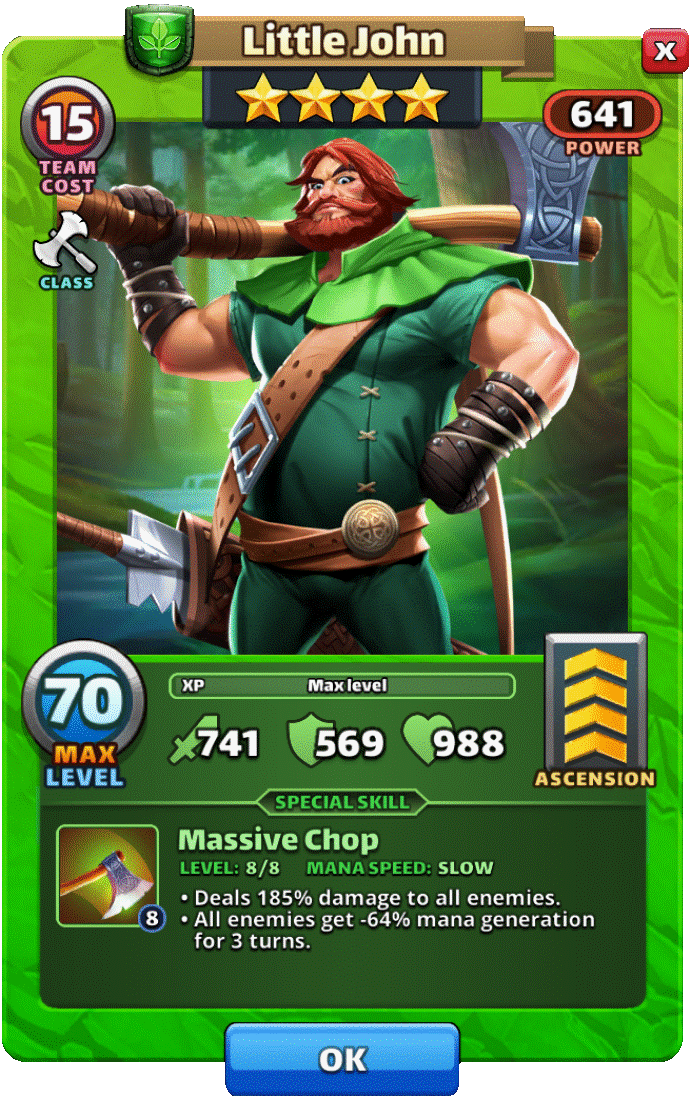 Little John
X
15
TEAM
COST
641
POWER
CLASS
70
MAX
LEVEL
XP Max level
741 569 988
ASCENSION
SPECIAL SKILL
Massive Chop
LEVEL: 8/8 MANA SPEED: SLOW
8
• Deals 185% damage to all enemies.
• All enemies get -64% mana generation
for 3 turns.
OK